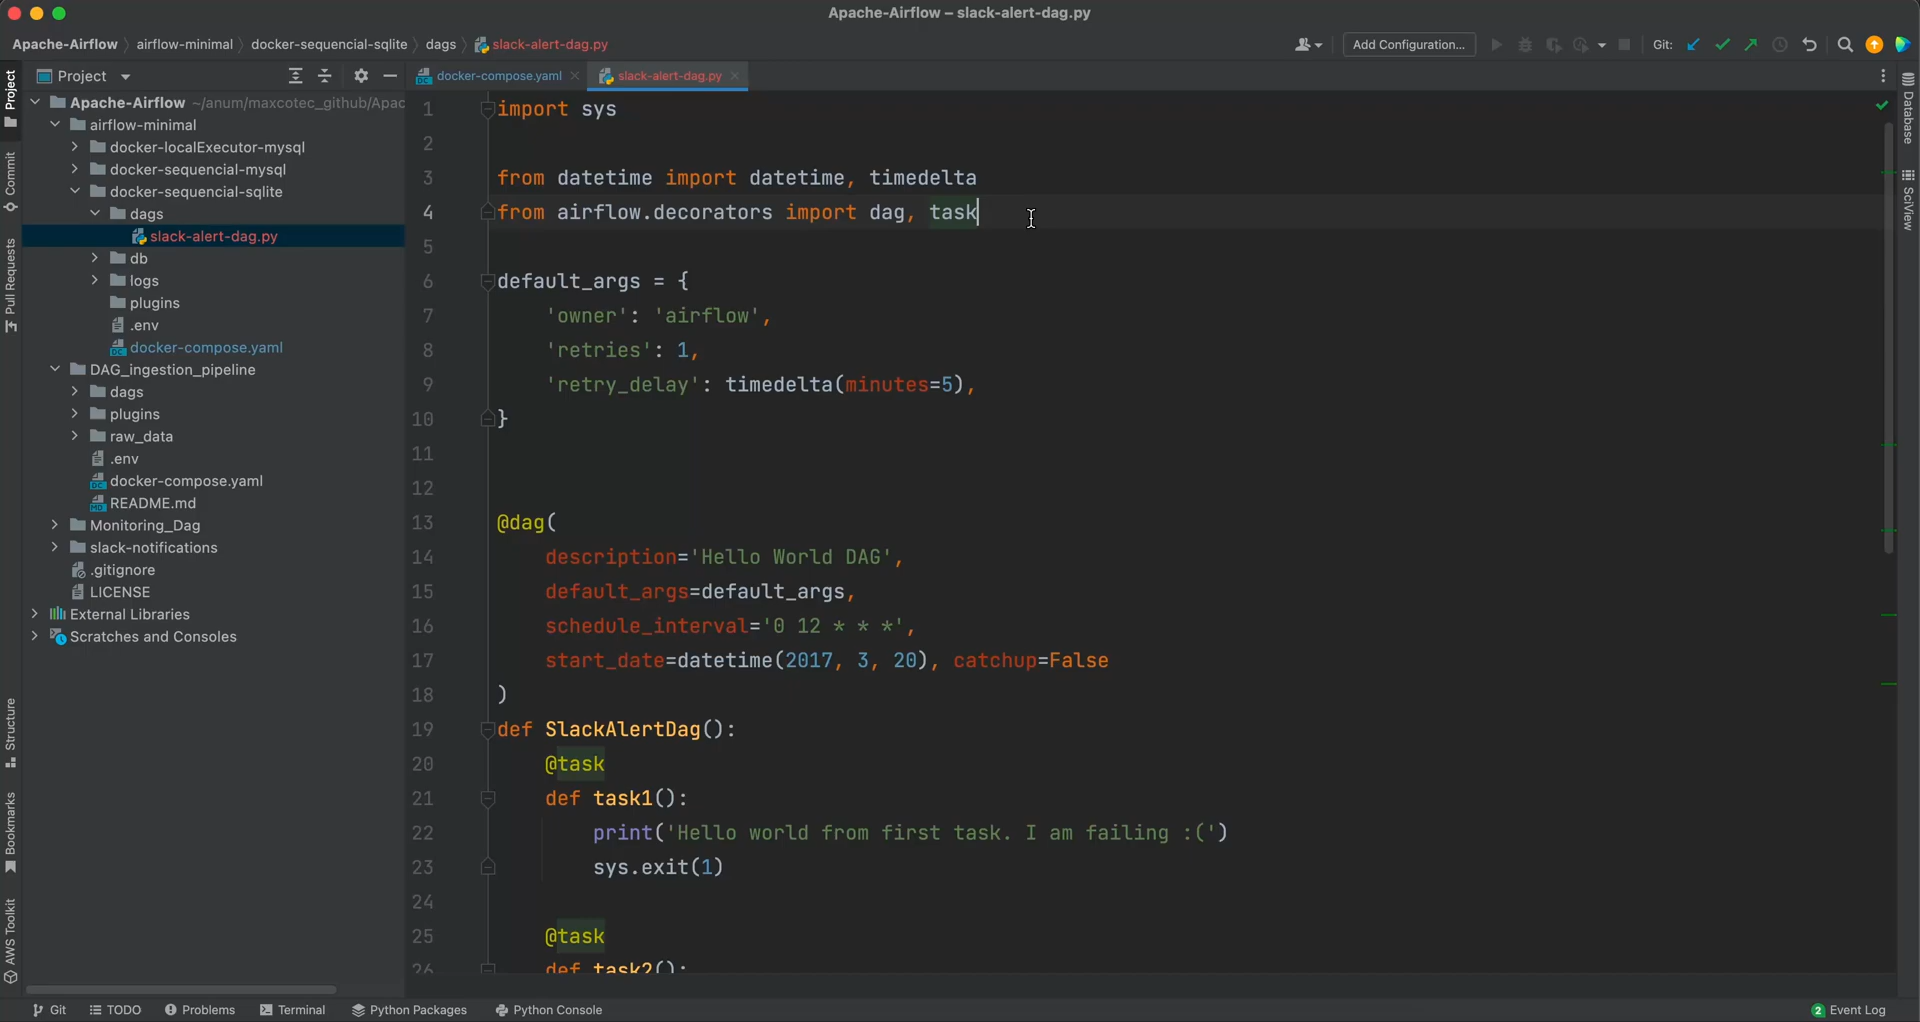 Apache-Airflow – slack-alert-dag.py
Apache-Airflow airflow-minimal docker-sequencial-sqlite dags slack-alert-dag.py Add Configuration... Git:
Project docker-compose.yaml slack-alert-dag.py
Apache-Airflow ~/anum/maxcotec_github/Apac
airflow-minimal
docker-localExecutor-mysql
docker-sequencial-mysql
docker-sequencial-sqlite
dags
slack-alert-dag.py
db
logs
plugins
.env
docker-compose.yaml
DAG_ingestion_pipeline
dags
plugins
raw_data
.env
docker-compose.yaml
README.md
Monitoring_Dag
slack-notifications
.gitignore
LICENSE
External Libraries
Scratches and Consoles
Project
Commit
Pull Requests
Structure
Bookmarks
AWS Toolkit
1 import sys
2
3 from datetime import datetime, timedelta
4 from airflow.decorators import dag, task
5
6 default_args = {
7 'owner': 'airflow',
8 'retries': 1,
9 'retry_delay': timedelta(minutes=5),
10 }
11
12
13 @dag(
14 description='Hello World DAG',
15 default_args=default_args,
16 schedule_interval='0 12 * * *',
17 start_date=datetime(2017, 3, 20), catchup=False
18 )
19 def SlackAlertDag():
20 @task
21 def task1():
22 print('Hello world from first task. I am failing :(')
23 sys.exit(1)
24
25 @task
26 def task2():
Database
SciView
Git TODO Problems Terminal Python Packages Python Console 2 Event Log